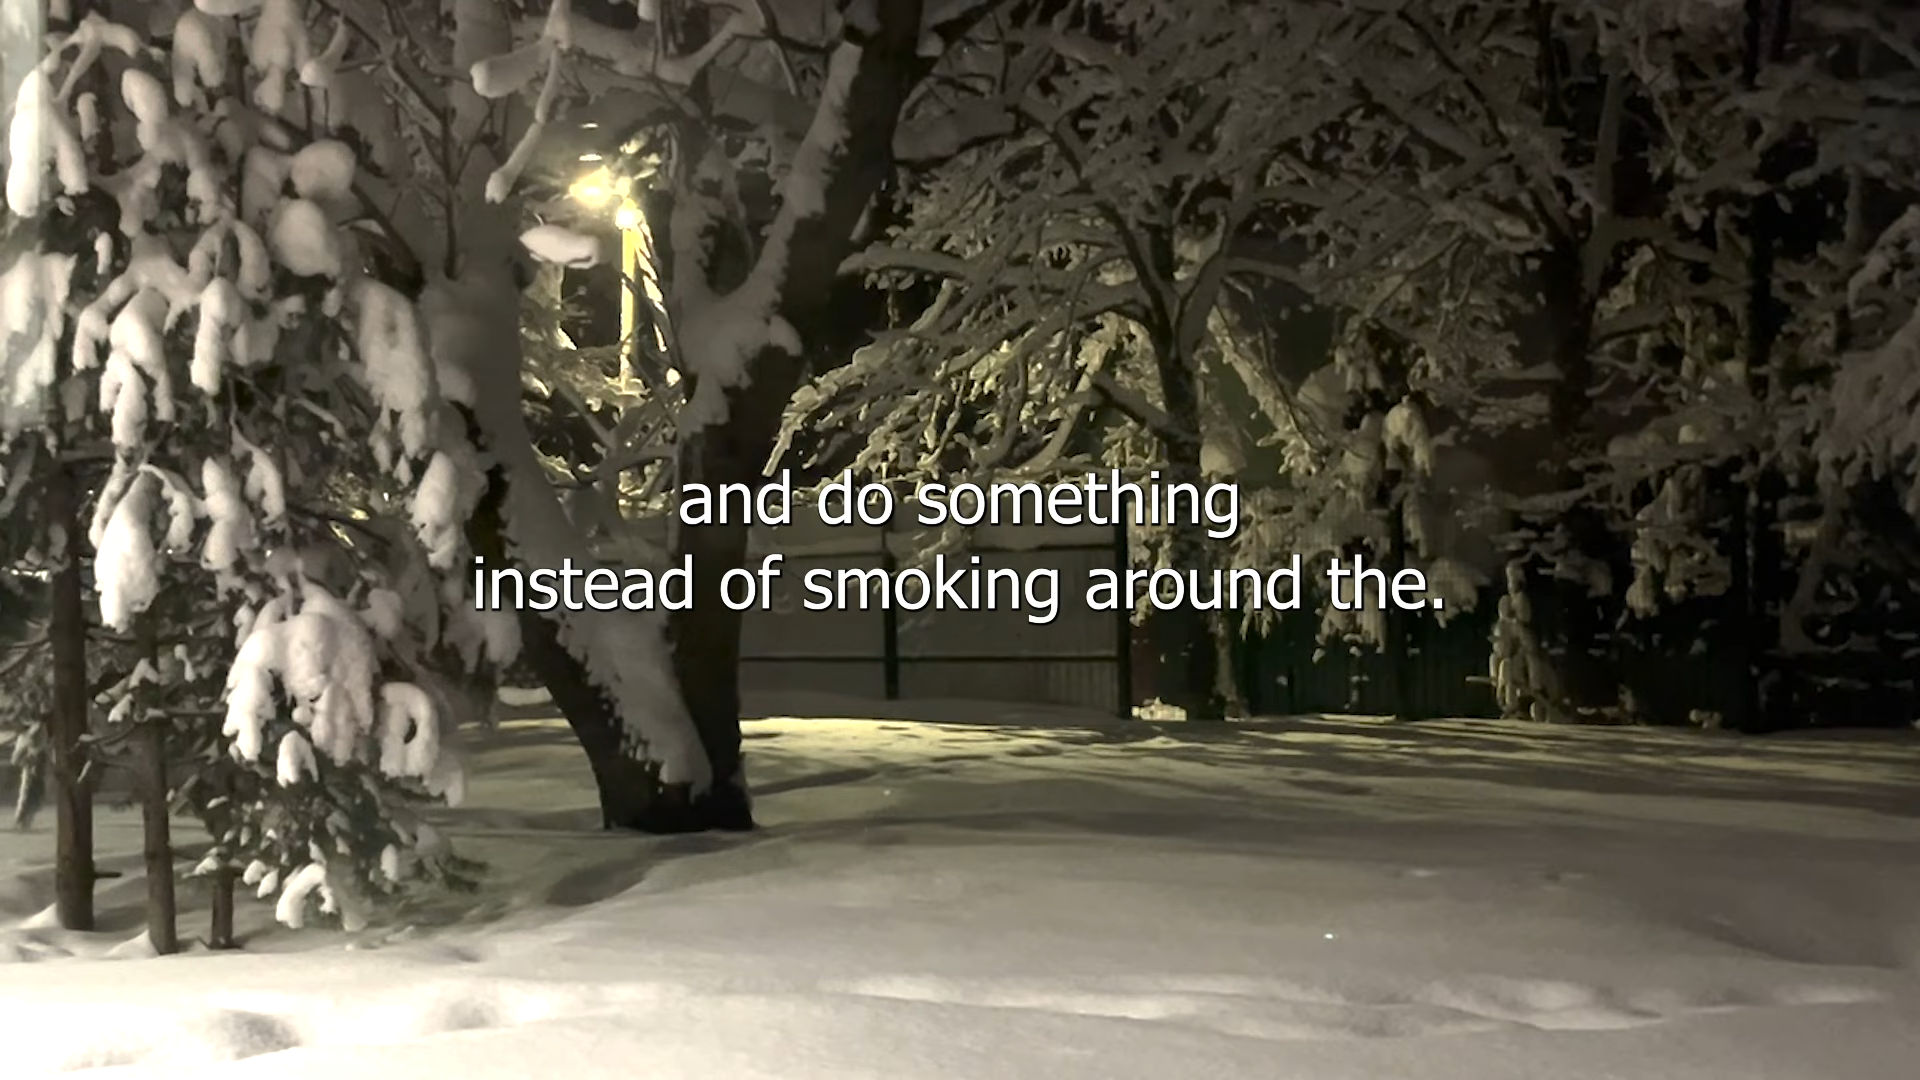 and do something
instead of smoking around the.